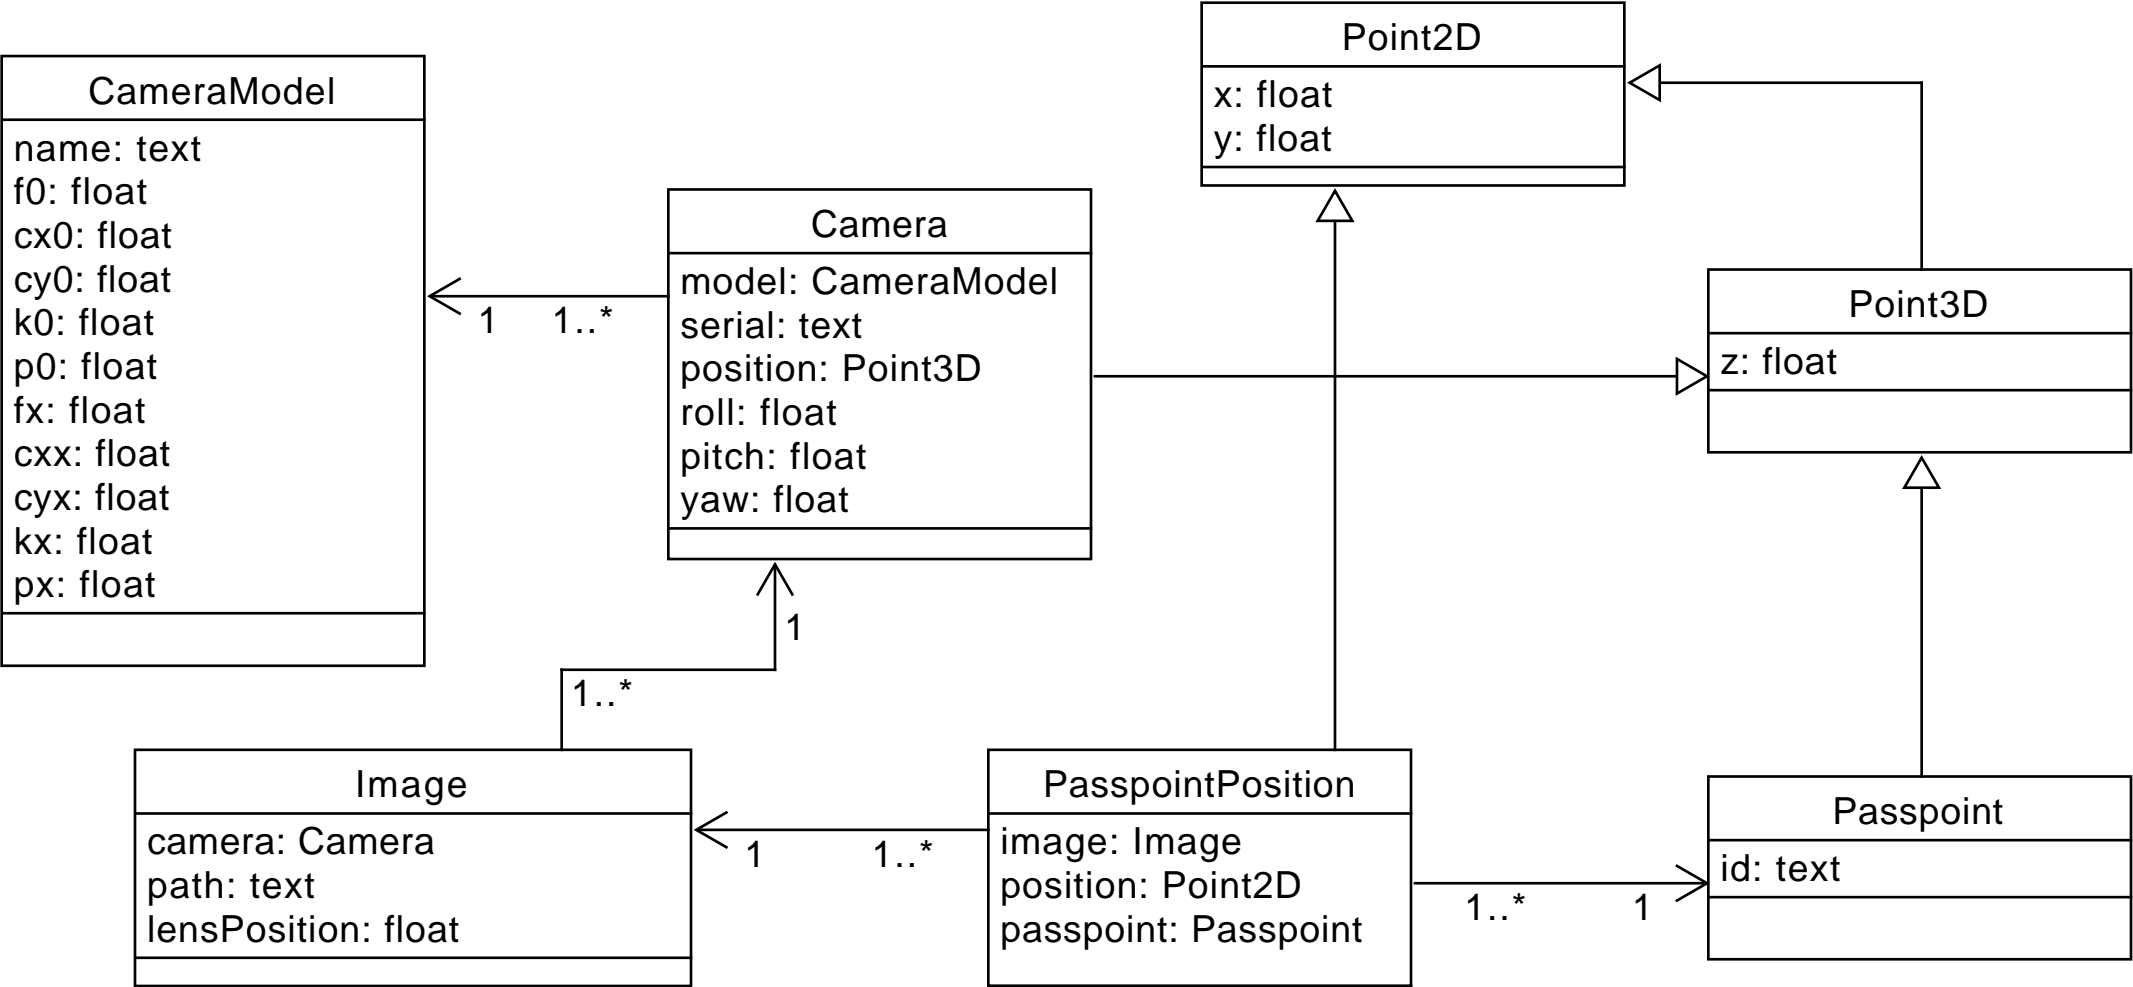 CameraModel
name: text
f0: float
cx0: float
cy0: float
k0: float
p0: float
fx: float
cxx: float
cyx: float
kx: float
px: float
1 1..*
Camera
model: CameraModel
serial: text
position: Point3D
roll: float
pitch: float
yaw: float
Point2D
x: float
y: float
Point3D
z: float
1
1..*
Image
camera: Camera
path: text
lensPosition: float
1 1..*
PasspointPosition
image: Image
position: Point2D
passpoint: Passpoint
1..* 1
Passpoint
id: text